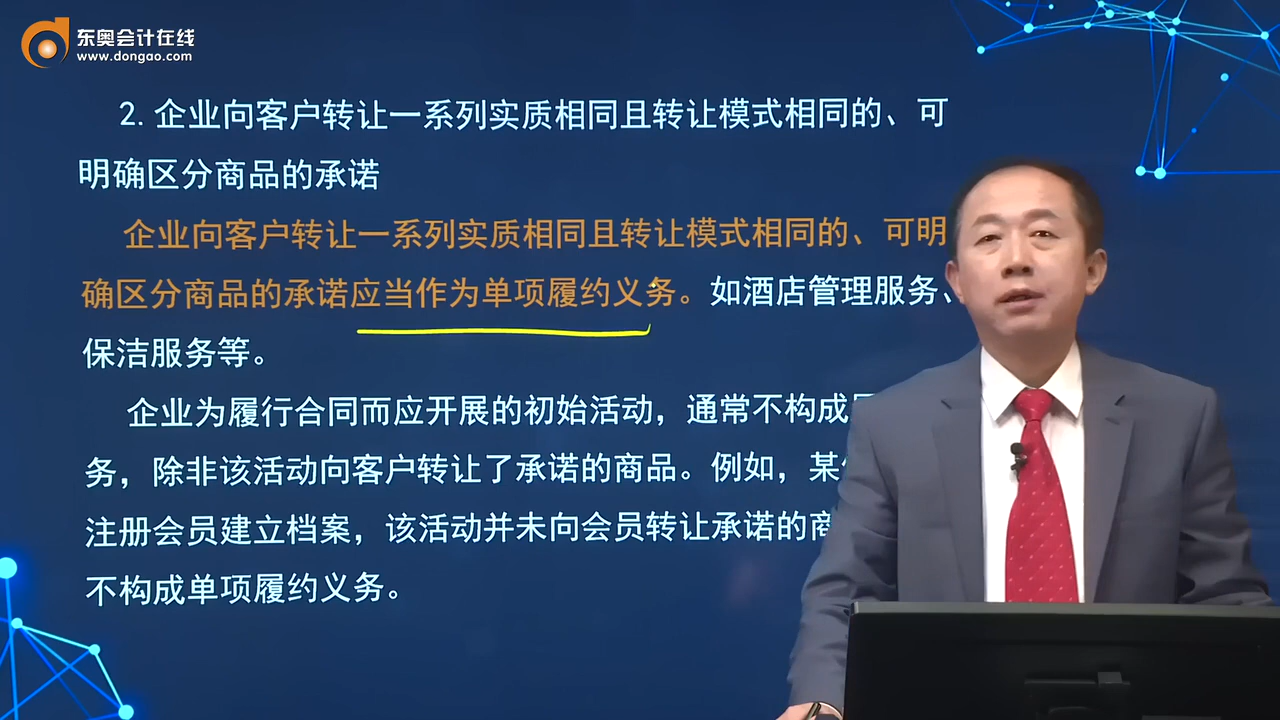 东奥会计在线
www.dongao.com
2.企业向客户转让一系列实质相同且转让模式相同的、可
明确区分商品的承诺
企业向客户转让一系列实质相同且转让模式相同的、可明
确区分商品的承诺应当作为单项履约义务。如酒店管理服务、
保洁服务等。
企业为履行合同而应开展的初始活动，通常不构成
务，除非该活动向客户转让了承诺的商品。例如，某
注册会员建立档案，该活动并未向会员转让承诺的商
不构成单项履约义务。